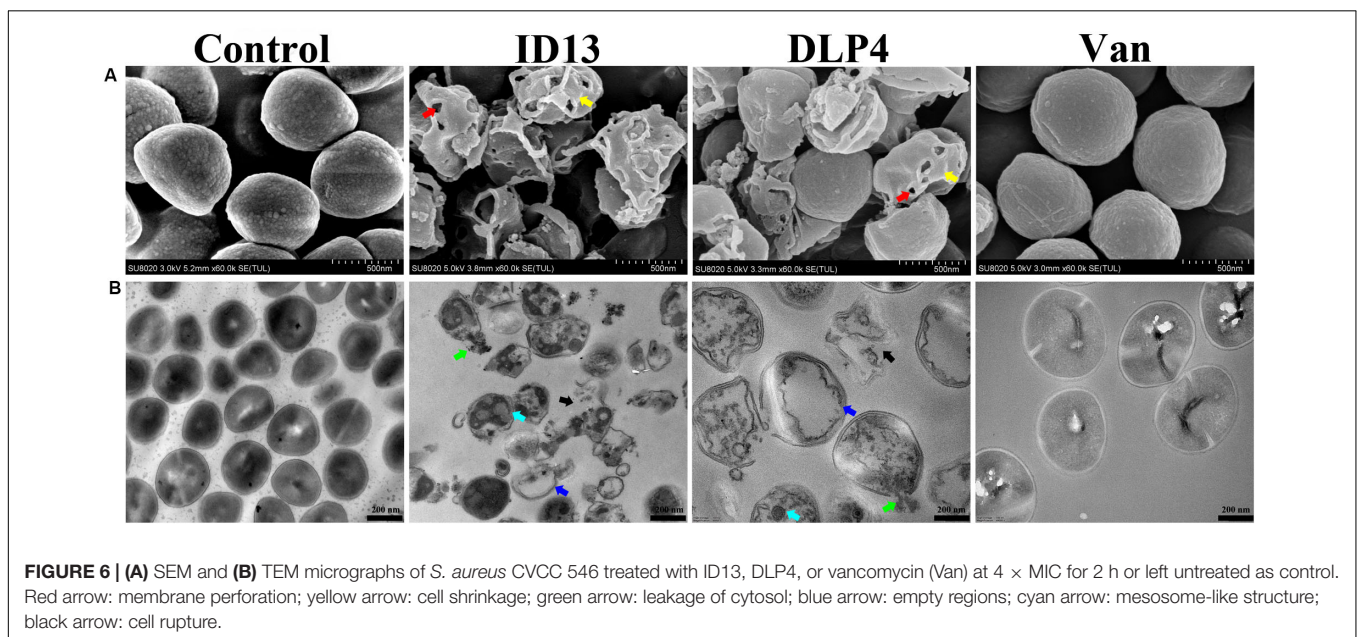 Control ID13 DLP4 Van
A
SU8020 3.0kV 5.2mm x60.0k SE(TUL) 500nm
SU8020 5.0kV 3.8mm x60.0k SE(TUL) 500nm
SU8020 5.0kV 3.3mm x60.0k SE(TUL) 500nm
SU8020 4.0kV 3.0mm x60.0k SE(TUL) 500nm
B
200 nm
200 nm
200 nm
200 nm
FIGURE 6 | (A) SEM and (B) TEM micrographs of S. aureus CVCC 546 treated with ID13, DLP4, or vancomycin (Van) at 4 × MIC for 2 h or left untreated as control.
Red arrow: membrane perforation; yellow arrow: cell shrinkage; green arrow: leakage of cytosol; blue arrow: empty regions; cyan arrow: mesosome-like structure;
black arrow: cell rupture.